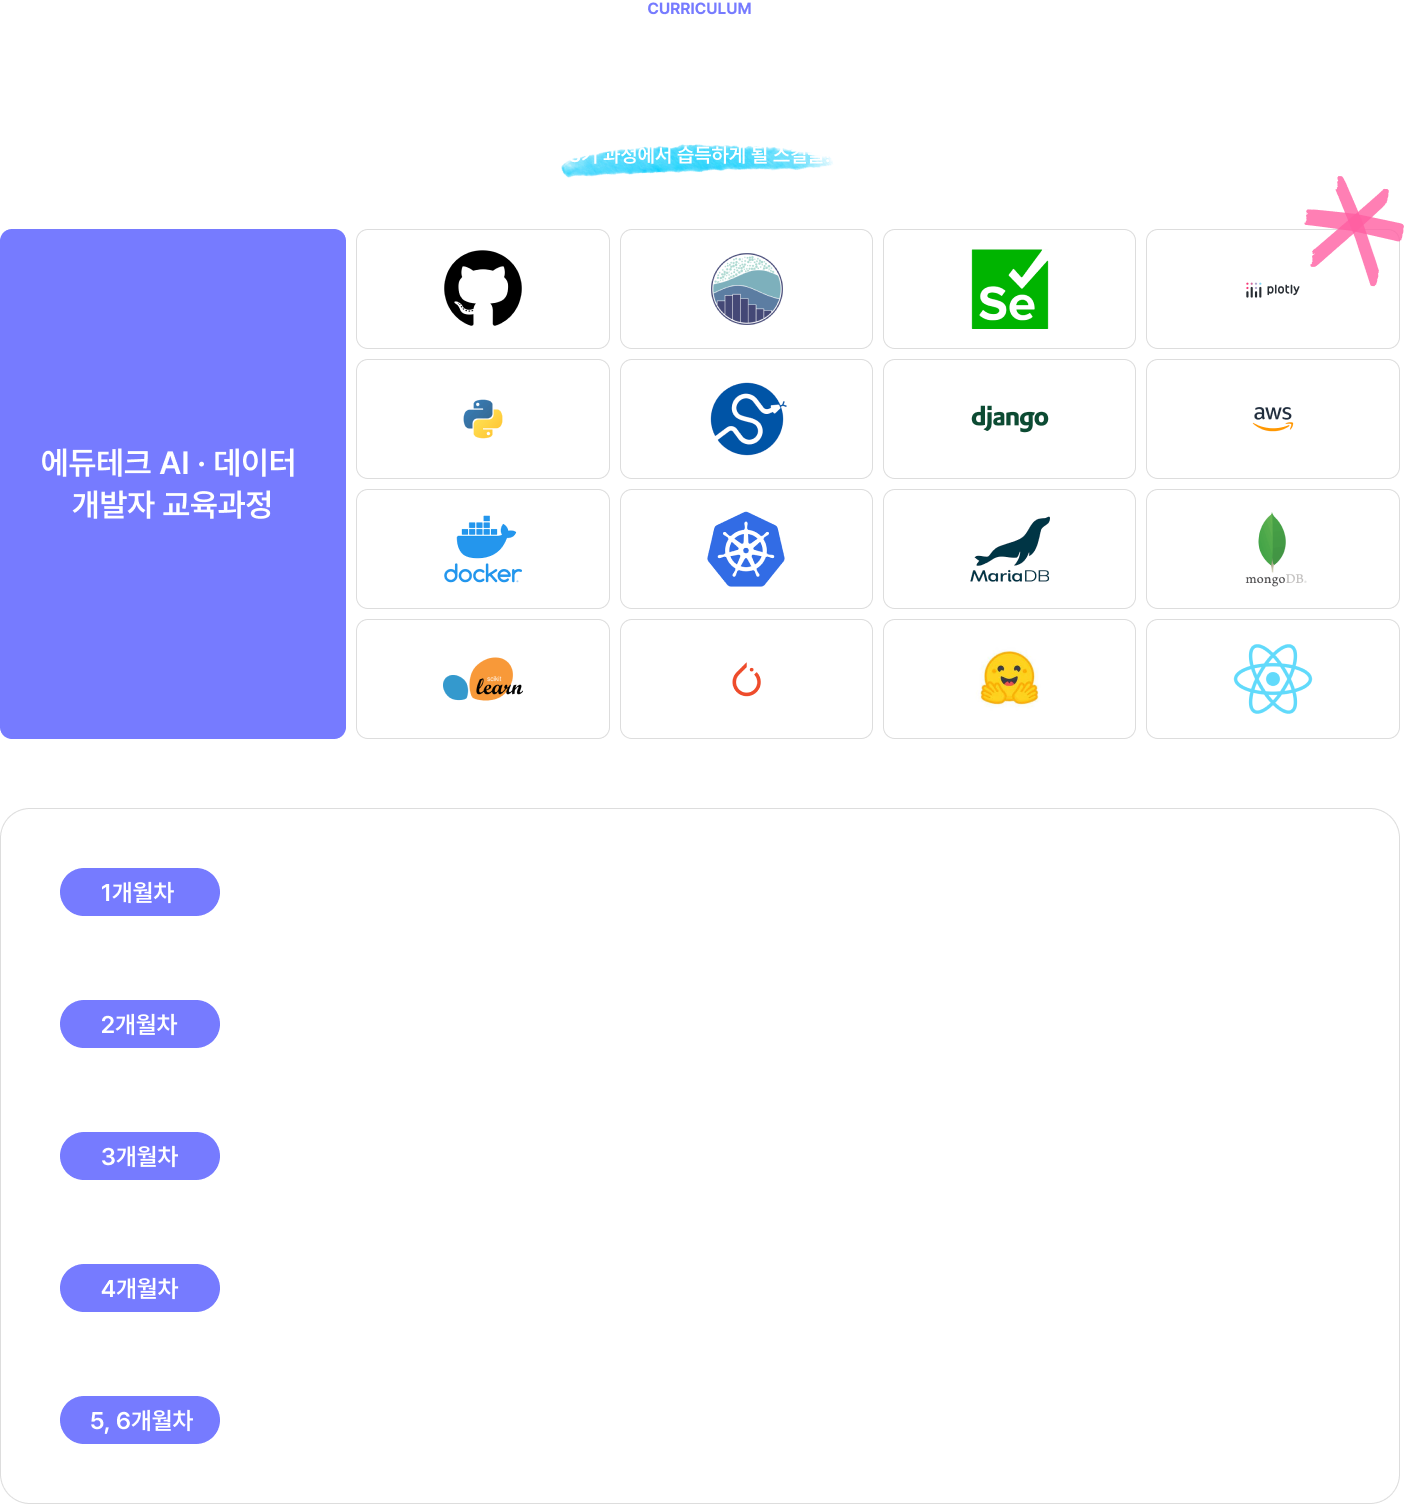 CURRICULUM
과정에서 습득하게 될 스킬
에듀테크 AI · 데이터
개발자 교육과정
Se
plotly
django
aws
docker
MariaDB
mongoDB
scikit
learn
1개월차
2개월차
3개월차
4개월차
5, 6개월차